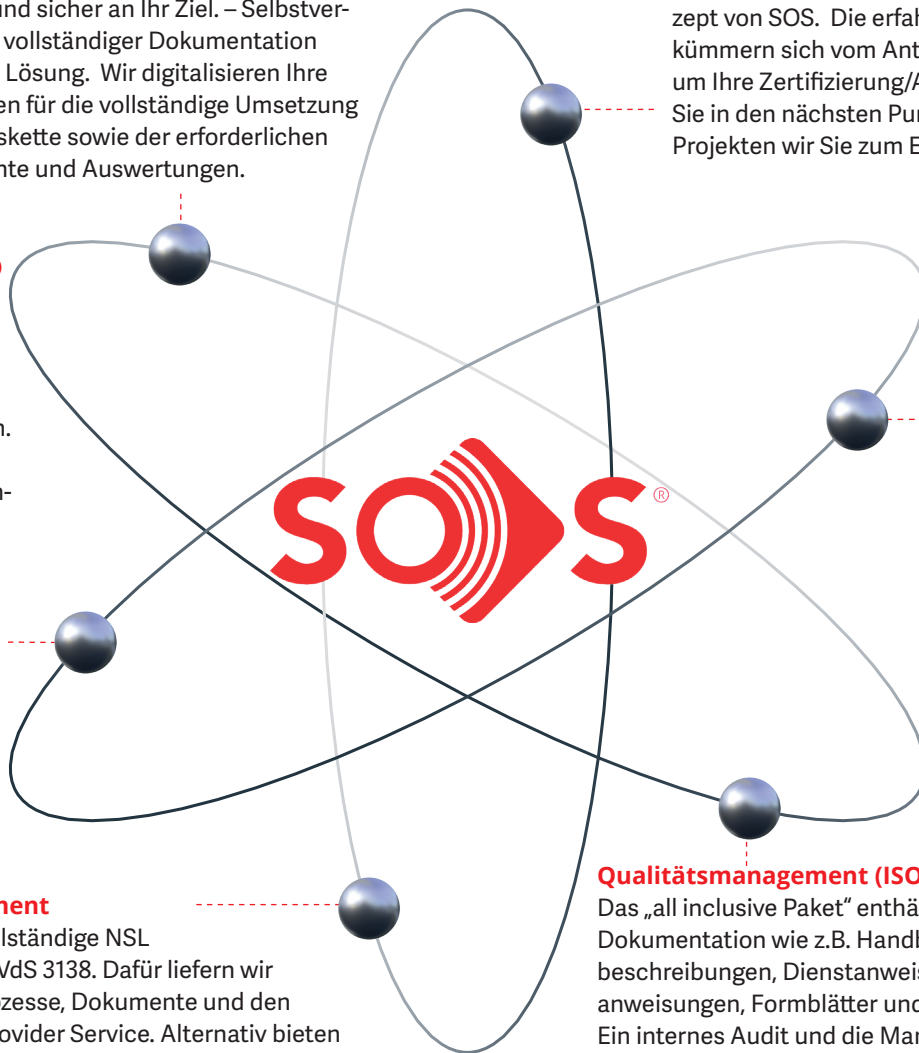 und sicher an Ihr Ziel. – Selbstver-
vollständiger Dokumentation
Lösung. Wir digitalisieren Ihre
en für die vollständige Umsetzung
skette sowie der erforderlichen
nte und Auswertungen.
zept von SOS. Die erfah
kümmern sich vom Ant
um Ihre Zertifizierung/A
Sie in den nächsten Pu
Projekten wir Sie zum E
n.
n-
SOS®
ment
llständige NSL
VdS 3138. Dafür liefern wir
ozesse, Dokumente und den
ovider Service. Alternativ bieten
Qualitätsmanagement (ISO
Das „all inclusive Paket“ enthä
Dokumentation wie z.B. Handb
beschreibungen, Dienstanweis
anweisungen, Formblätter und
Ein internes Audit und die Man